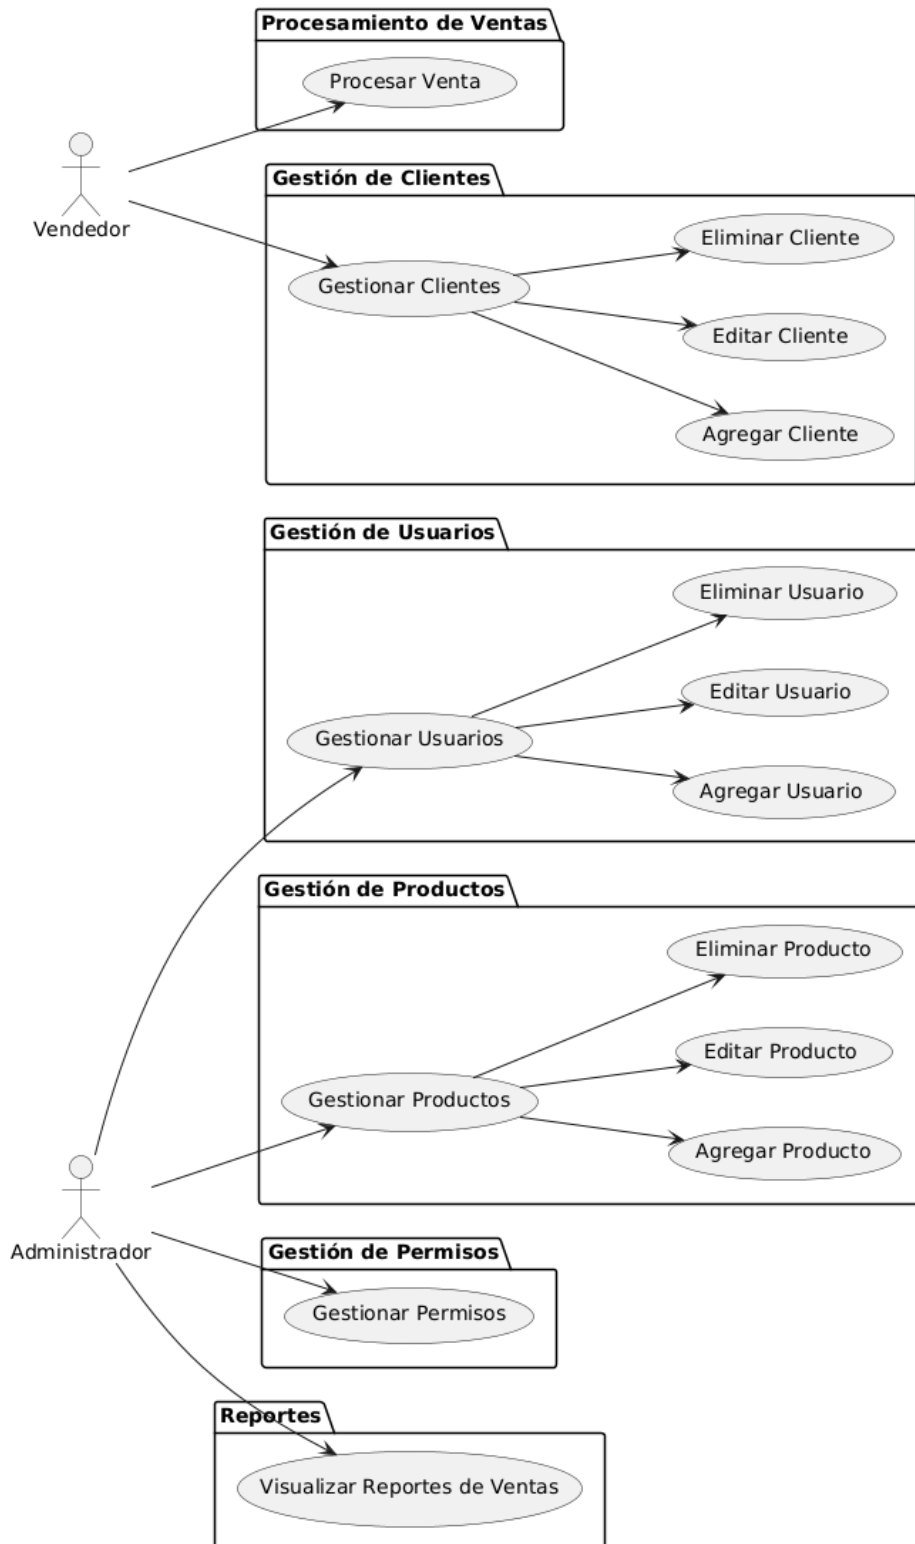 Procesamiento de Ventas
Procesar Venta
Vendedor
Gestión de Clientes
Eliminar Cliente
Gestionar Clientes
Editar Cliente
Agregar Cliente
Gestión de Usuarios
Eliminar Usuario
Editar Usuario
Gestionar Usuarios
Agregar Usuario
Gestión de Productos
Eliminar Producto
Editar Producto
Gestionar Productos
Agregar Producto
Administrador
Gestión de Permisos
Gestionar Permisos
Reportes
Visualizar Reportes de Ventas